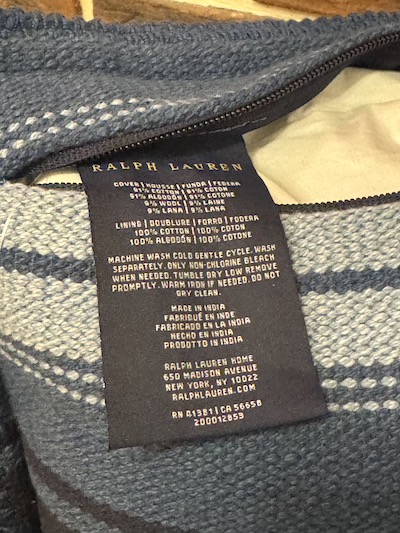 RALPH LAUREN
COVER | HOUSSE | FUNDA | FEDERA
91% COTTON | 91% COTON
91% ALGODÓN | 91% COTONE
9% WOOL | 9% LAINE
9% LANA | 9% LANA
LINING | DOUBLURE | FORRO | FODERA
100% COTTON | 100% COTON
100% ALGODÓN | 100% COTONE
MACHINE WASH COLD GENTLE CYCLE. WASH
SEPARATELY. ONLY NON-CHLORINE BLEACH
WHEN NEEDED. TUMBLE DRY LOW REMOVE
PROMPTLY. WARM IRON IF NEEDED. DO NOT
DRY CLEAN.
MADE IN INDIA
FABRIQUÉ EN INDE
FABRICADO EN LA INDIA
HECHO EN INDIA
PRODOTTO IN INDIA
RALPH LAUREN HOME
650 MADISON AVENUE
NEW YORK, NY 10022
RALPHLAUREN.COM
RN 41381 | CA 56658
200012853